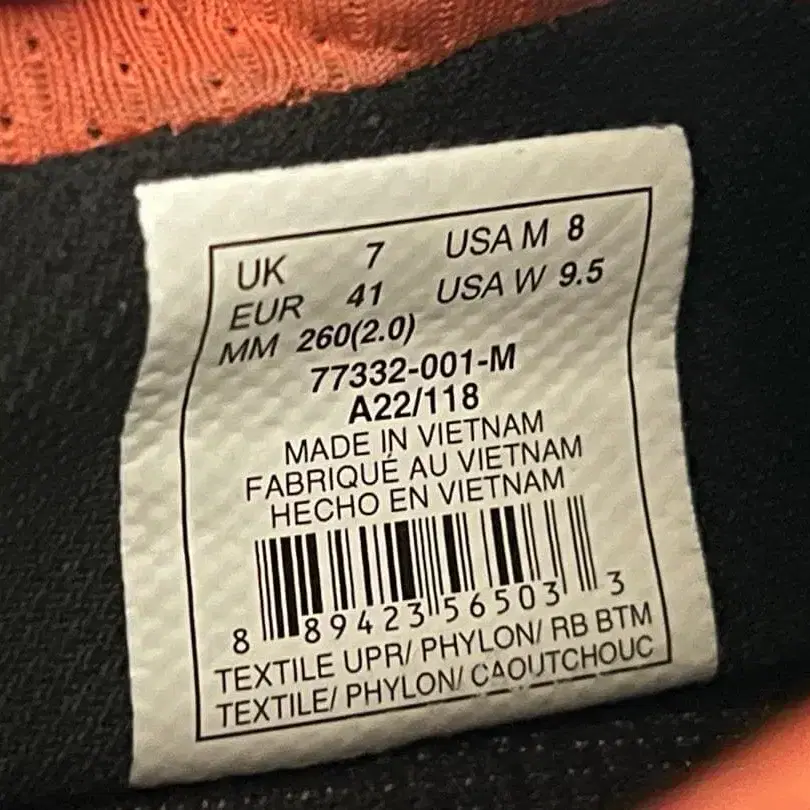 UK 7 USA M 8
EUR 41 USA W 9.5
MM 260(2.0)
77332-001-M
A22/118
MADE IN VIETNAM
FABRIQUÉ AU VIETNAM
HECHO EN VIETNAM
8 89423 56503 3
TEXTILE UPR/ PHYLON/ RB BTM
TEXTILE/ PHYLON/ CAOUTCHOUC